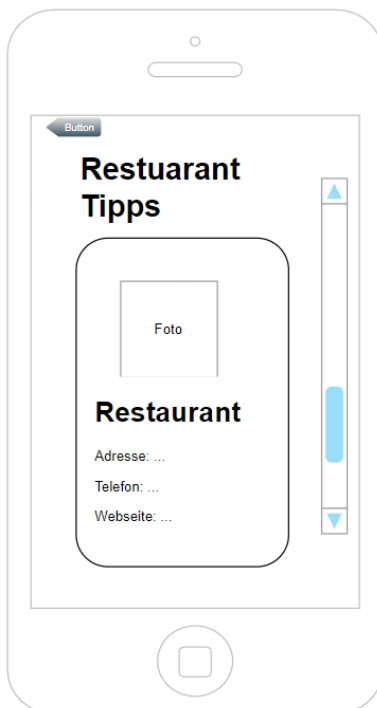 Button
Restuarant
Tipps
Foto
Restaurant
Adresse: ...
Telefon: ...
Webseite: ...